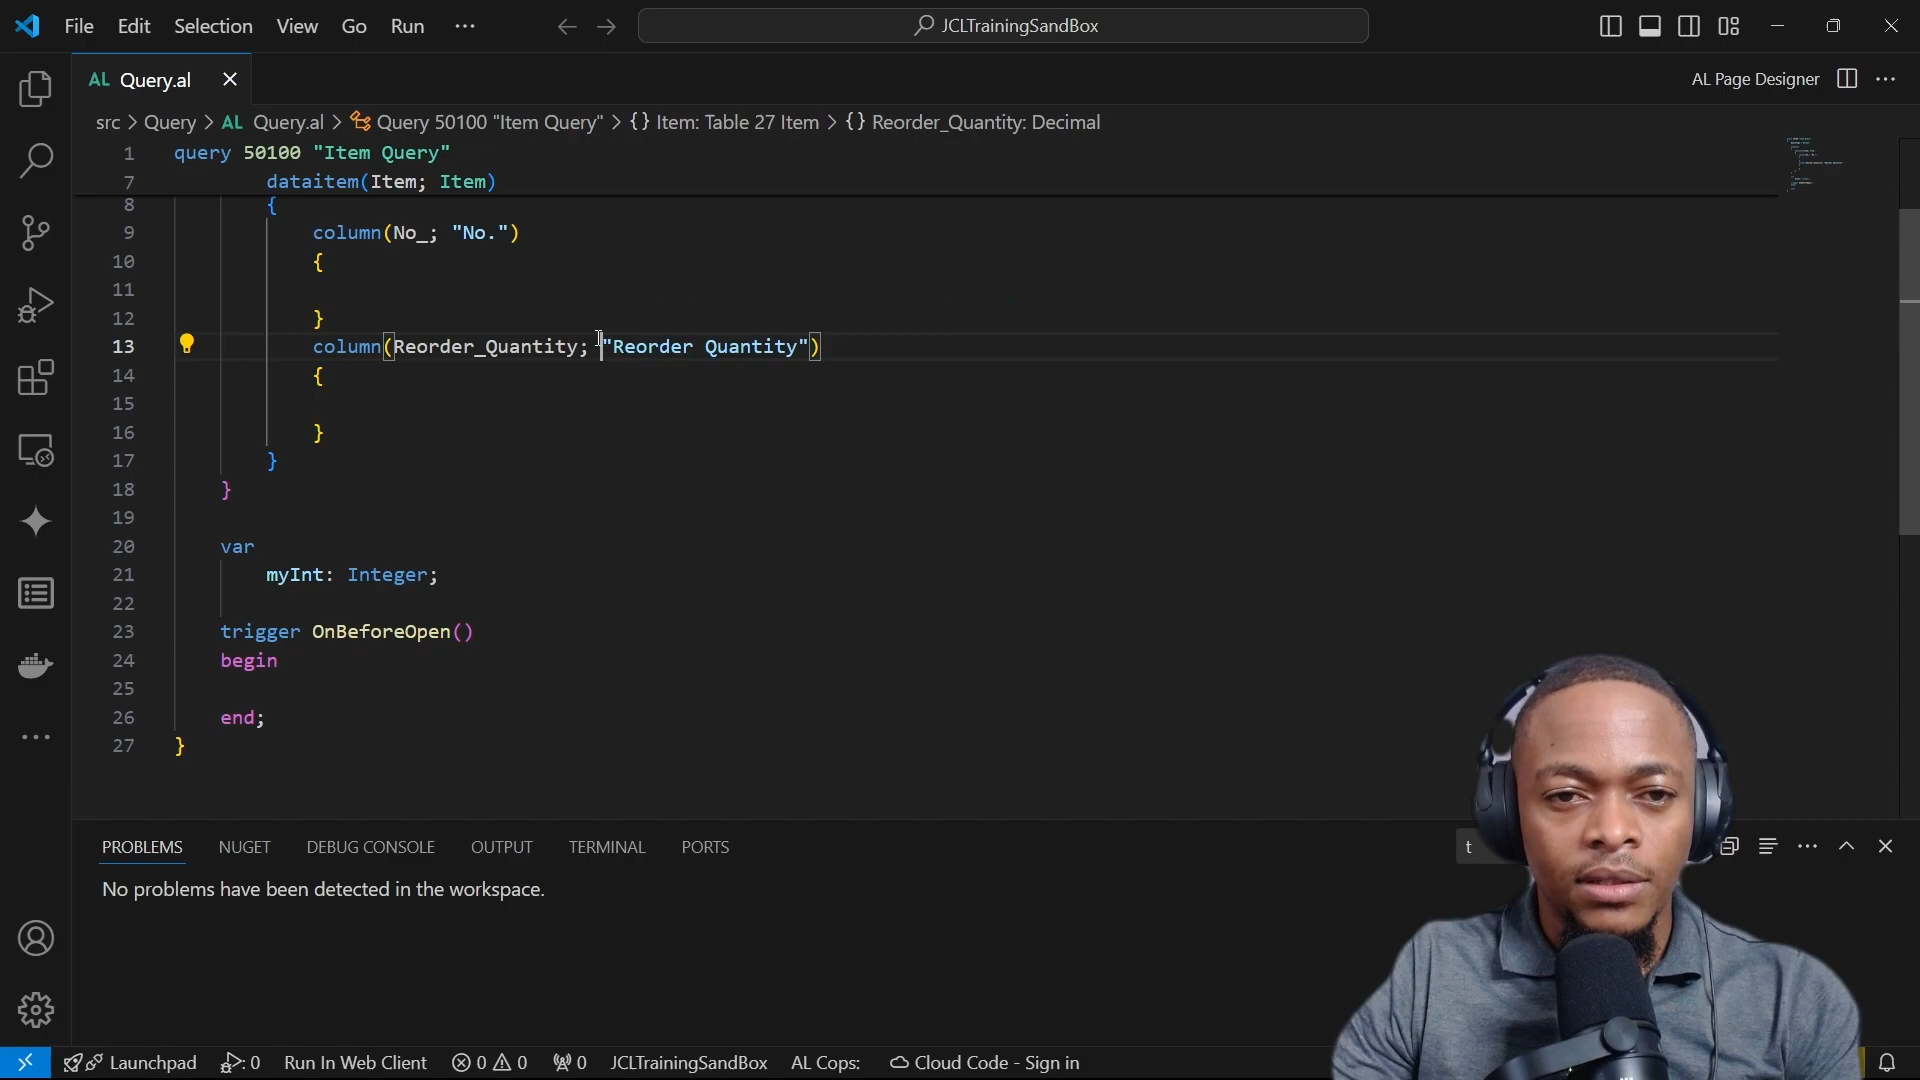 File Edit Selection View Go Run
JCLTrainingSandBox
AL Query.al
AL Page Designer
src > Query > AL Query.al > Query 50100 "Item Query" > {} Item: Table 27 Item > {} Reorder_Quantity: Decimal
1 query 50100 "Item Query"
7 dataitem(Item; Item)
8 {
9 column(No_; "No.")
10 {
11
12 }
13 column(Reorder_Quantity; "Reorder Quantity")
14 {
15
16 }
17 }
18 }
19
20 var
21 myInt: Integer;
22
23 trigger OnBeforeOpen()
24 begin
25
26 end;
27 }
PROBLEMS NUGET DEBUG CONSOLE OUTPUT TERMINAL PORTS
t
No problems have been detected in the workspace.
Launchpad 0 Run In Web Client 0 0 0 JCLTrainingSandBox AL Cops: Cloud Code - Sign in